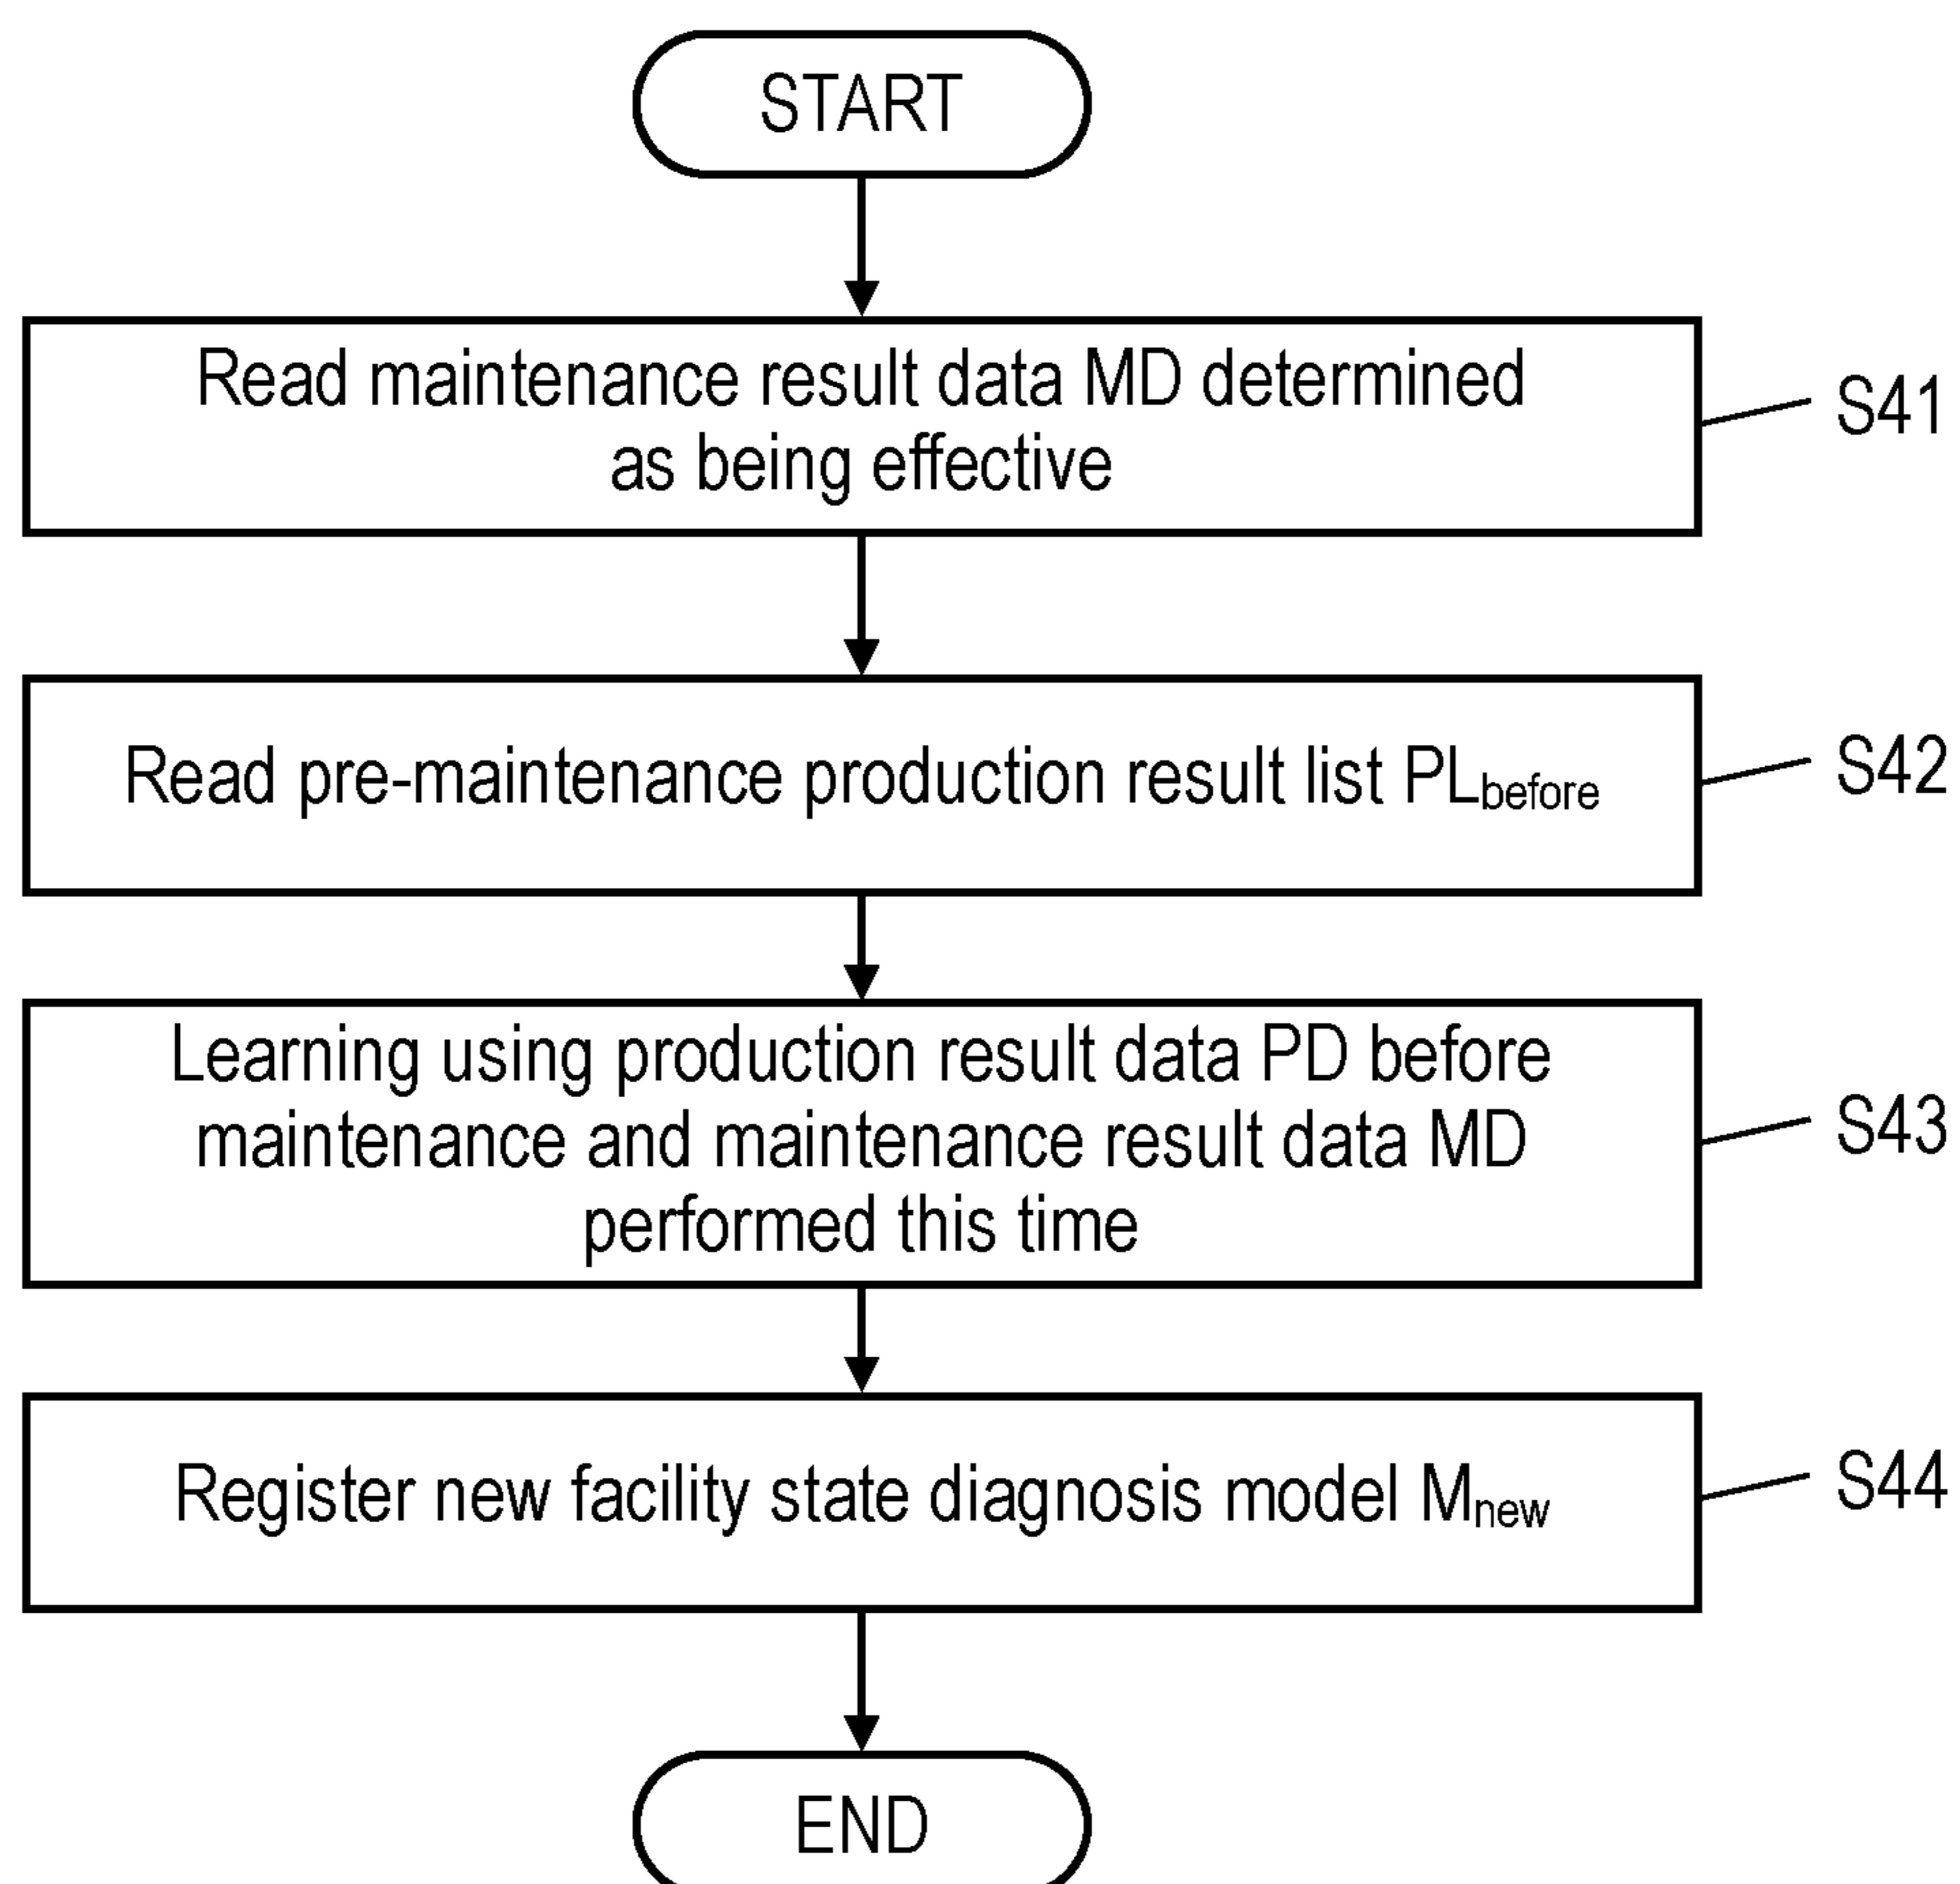 START
Read maintenance result data MD determined
as being effective
S41
Read pre-maintenance production result list PLbefore
S42
Learning using production result data PD before
maintenance and maintenance result data MD
performed this time
S43
Register new facility state diagnosis model Mnew
S44
END